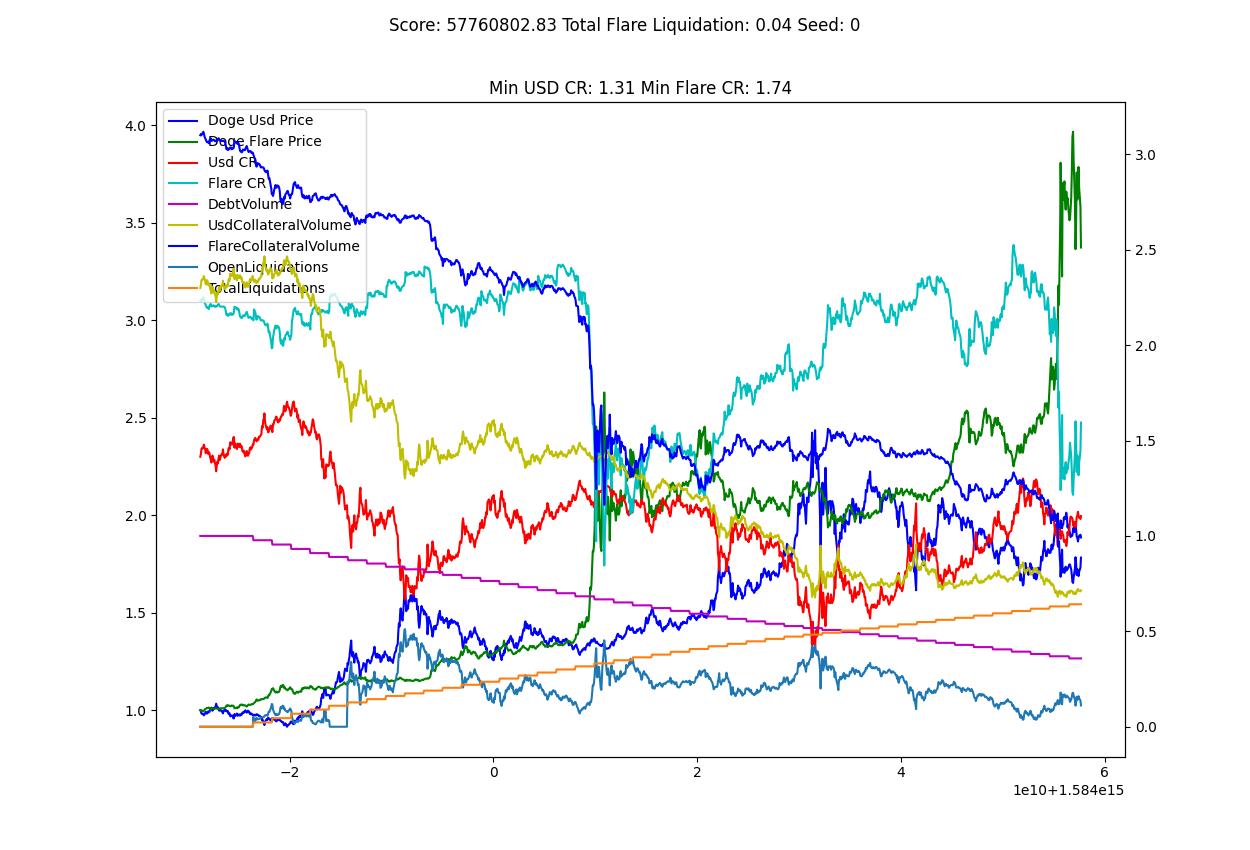 Score: 57760802.83 Total Flare Liquidation: 0.04 Seed: 0
Min USD CR: 1.31 Min Flare CR: 1.74
Doge Usd Price
Doge Flare Price
Usd CR
Flare CR
DebtVolume
UsdCollateralVolume
FlareCollateralVolume
OpenLiquidations
TotalLiquidations
4.0
3.5
3.0
2.5
2.0
1.5
1.0
3.0
2.5
2.0
1.5
1.0
0.5
0.0
−2 0 2 4 6
1e10+1.584e15